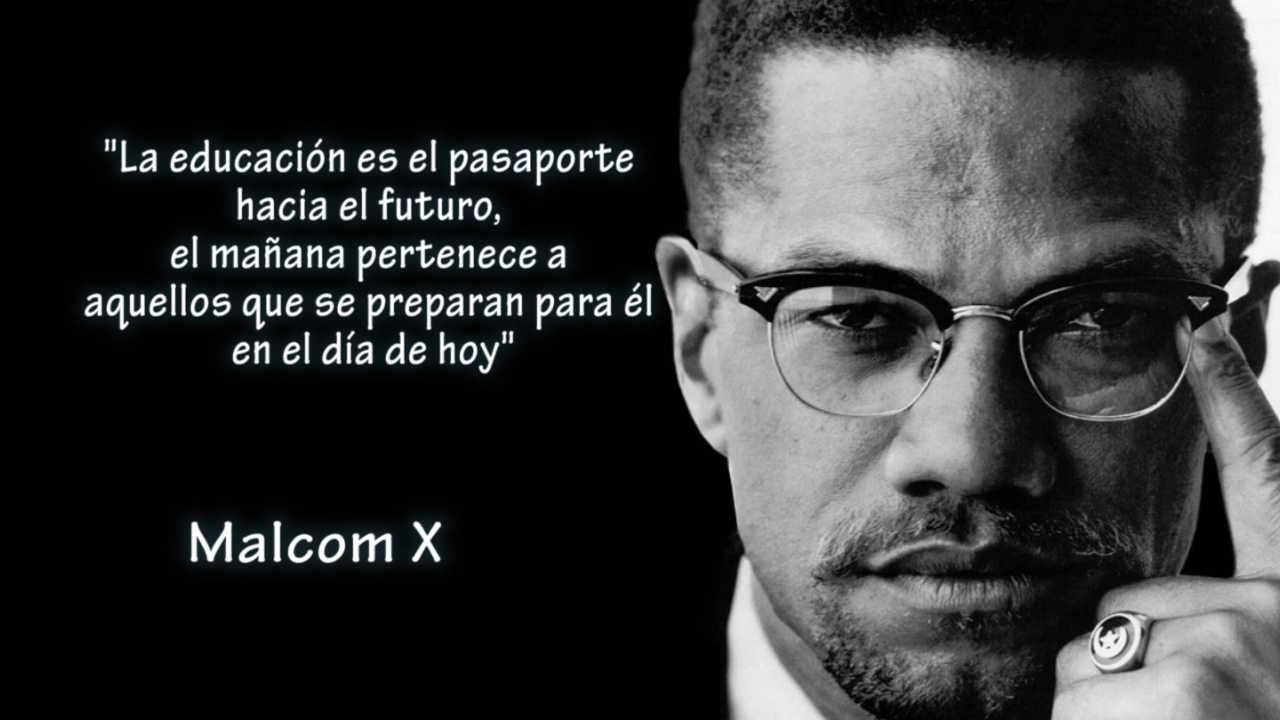 "La educación es el pasaporte
hacia el futuro,
el mañana pertenece a
aquellos que se preparan para él
en el día de hoy"
Malcom X